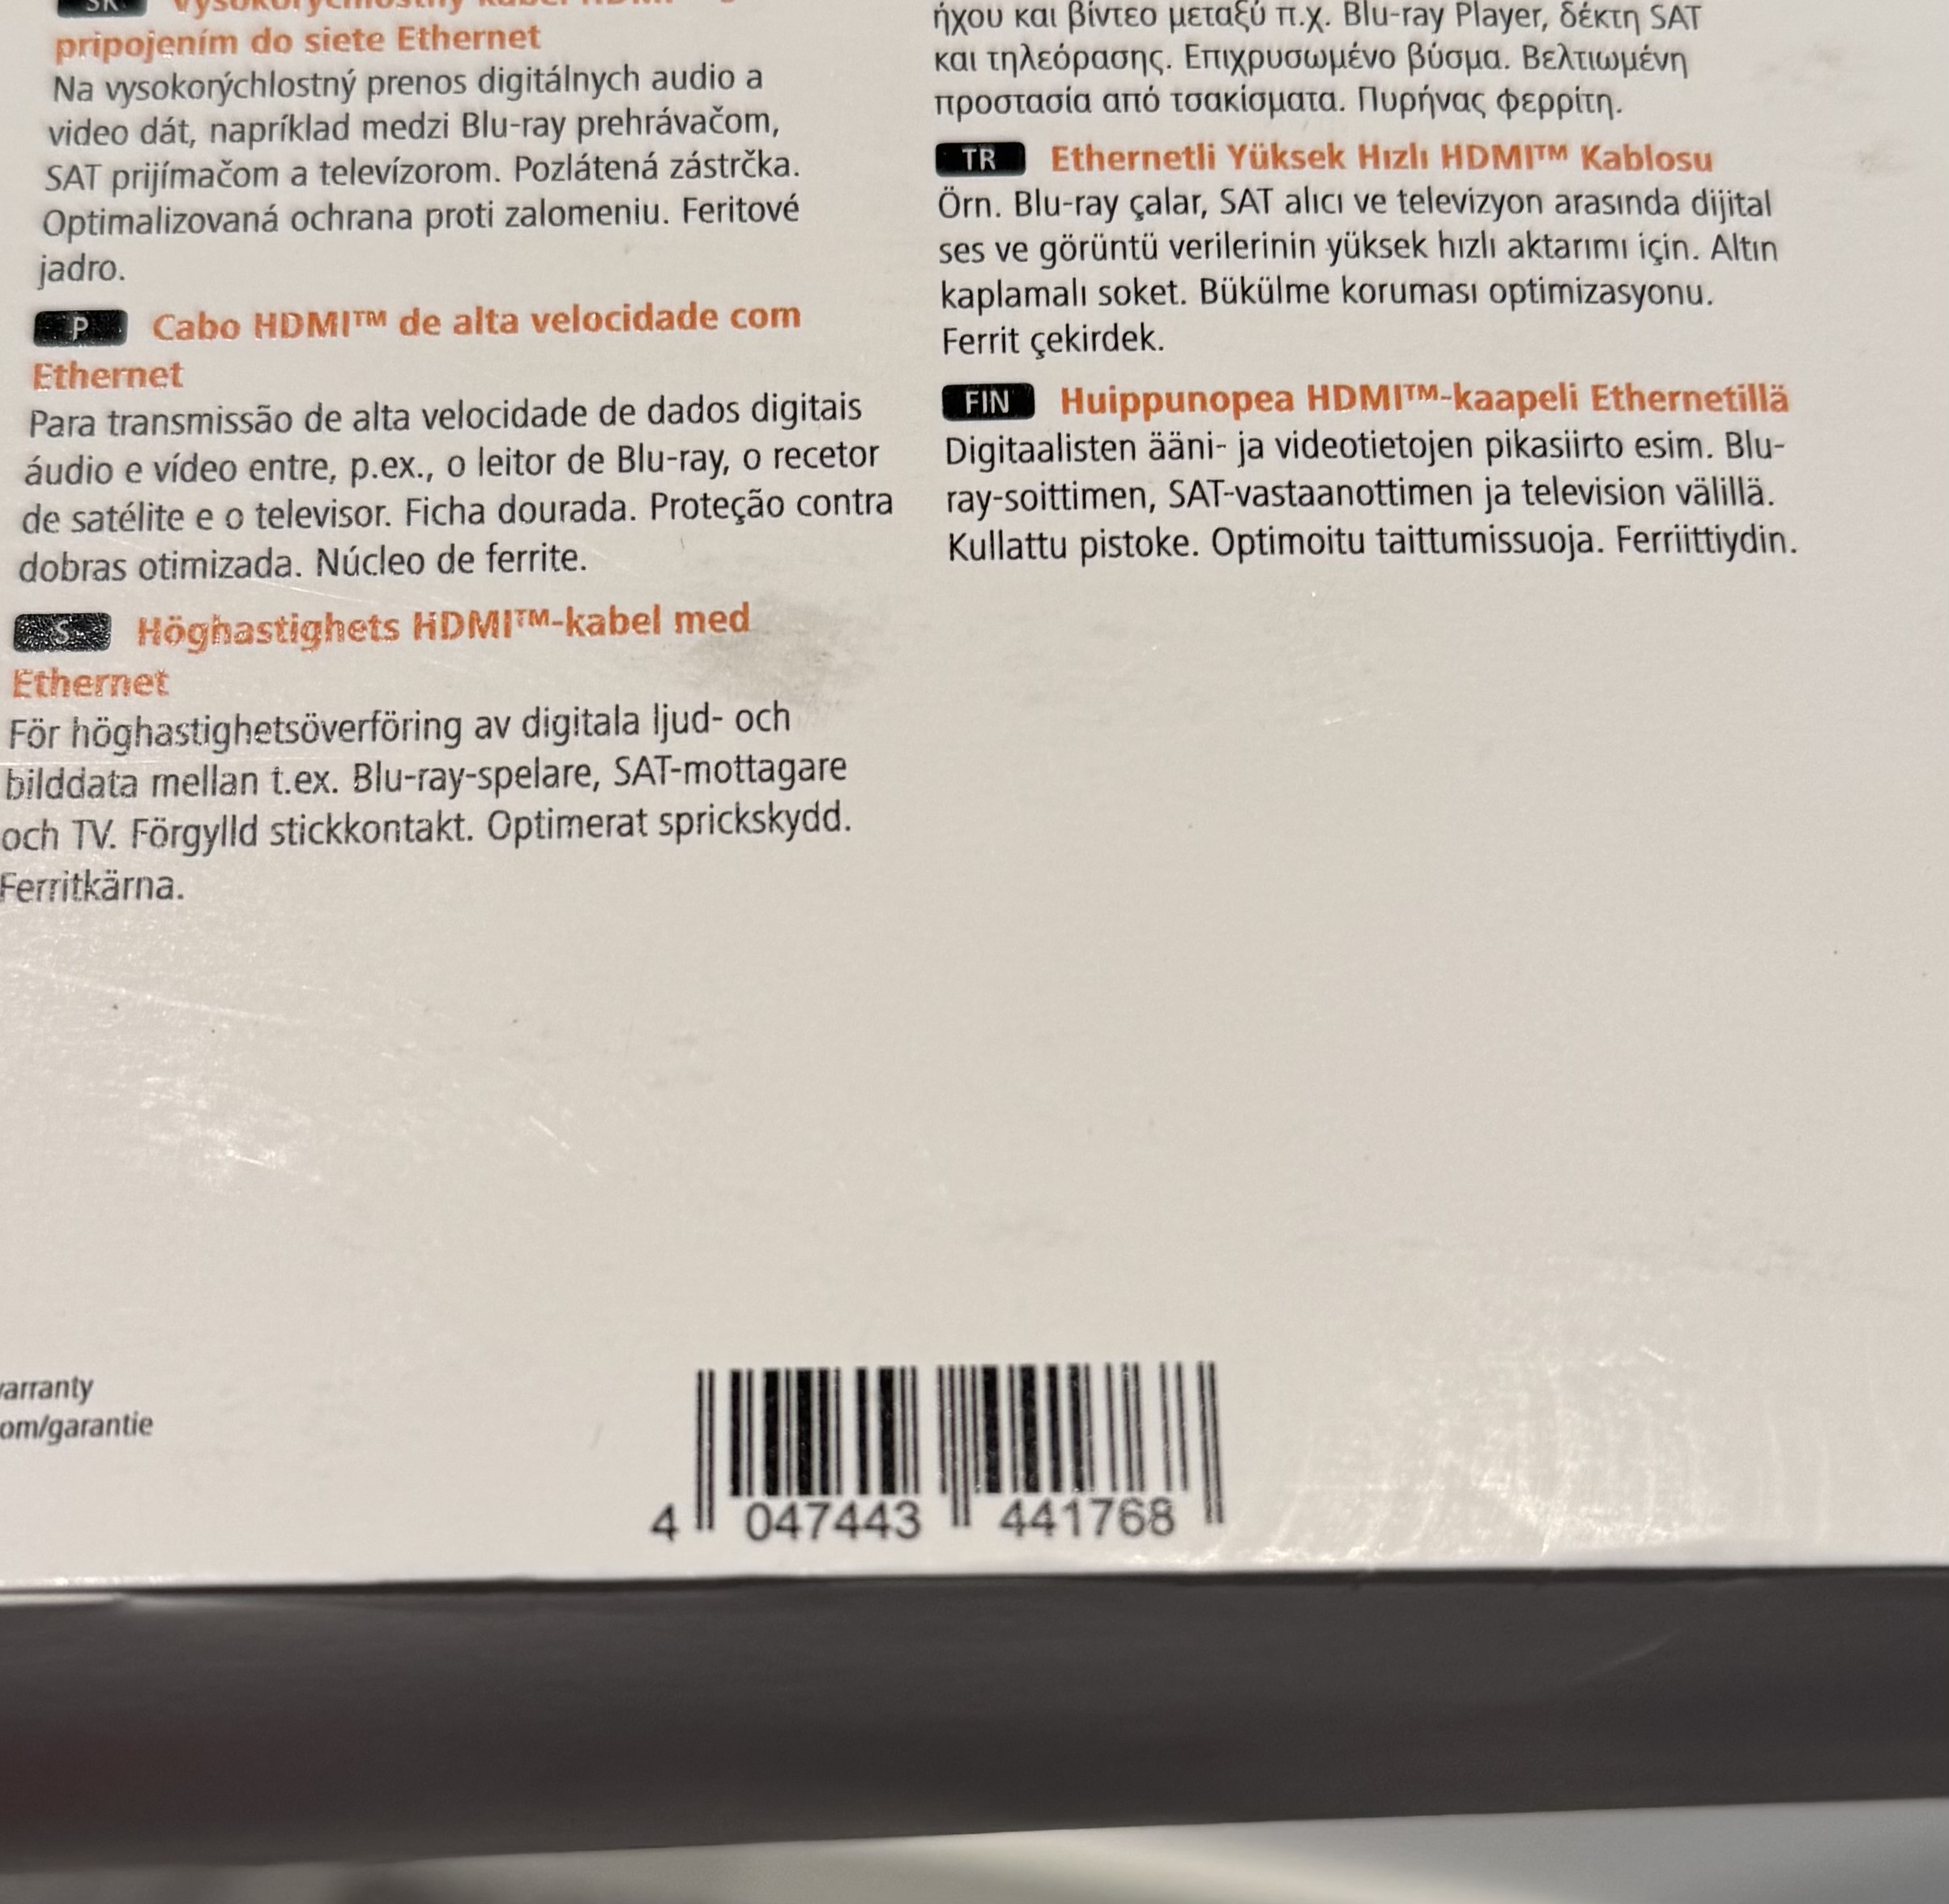 pripojením do siete Ethernet
Na vysokorýchlostný prenos digitálnych audio a
video dát, napríklad medzi Blu-ray prehrávačom,
SAT prijímačom a televízorom. Pozlátená zástrčka.
Optimalizovaná ochrana proti zalomeniu. Feritové
jadro.
P Cabo HDMI™ de alta velocidade com
Ethernet
Para transmissão de alta velocidade de dados digitais
áudio e vídeo entre, p.ex., o leitor de Blu-ray, o recetor
de satélite e o televisor. Ficha dourada. Proteção contra
dobras otimizada. Núcleo de ferrite.
S Höghastighets HDMI™-kabel med
Ethernet
För höghastighetsöverföring av digitala ljud- och
bilddata mellan t.ex. Blu-ray-spelare, SAT-mottagare
och TV. Förgylld stickkontakt. Optimerat sprickskydd.
Ferritkärna.
ήχου και βίντεο μεταξύ π.χ. Blu-ray Player, δέκτη SAT
και τηλεόρασης. Επιχρυσωμένο βύσμα. Βελτιωμένη
προστασία από τσακίσματα. Πυρήνας φερρίτη.
TR Ethernetli Yüksek Hızlı HDMI™ Kablosu
Örn. Blu-ray çalar, SAT alıcı ve televizyon arasında dijital
ses ve görüntü verilerinin yüksek hızlı aktarımı için. Altın
kaplamalı soket. Bükülme koruması optimizasyonu.
Ferrit çekirdek.
FIN Huippunopea HDMI™-kaapeli Ethernetillä
Digitaalisten ääni- ja videotietojen pikasiirto esim. Blu-
ray-soittimen, SAT-vastaanottimen ja television välillä.
Kullattu pistoke. Optimoitu taittumissuoja. Ferriittiydin.
arranty
om/garantie
4 047443 441768